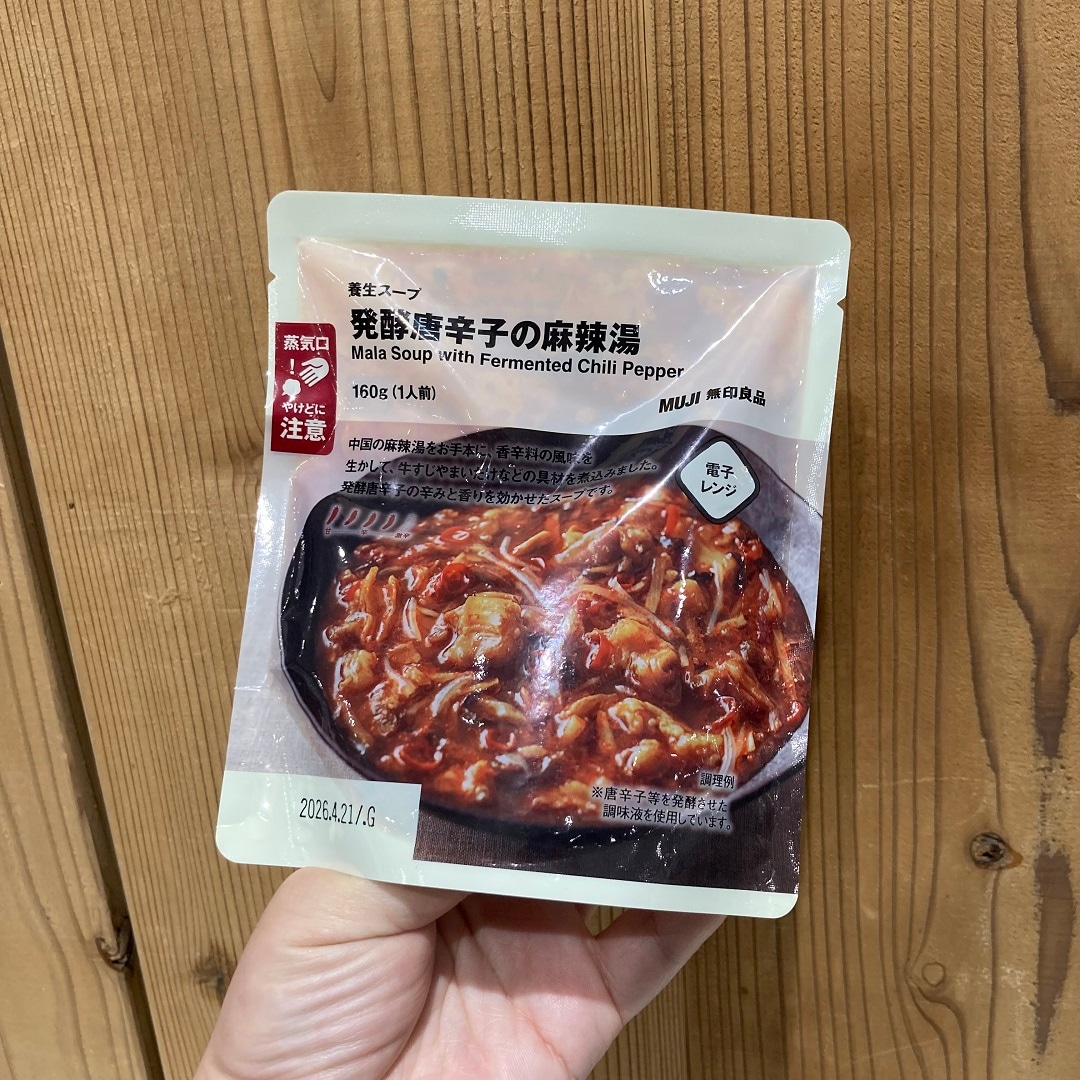 養生スープ
発酵唐辛子の麻辣湯
Mala Soup with Fermented Chili Pepper
160g(1人前)
MUJI 無印良品
蒸気口
!
やけどに
注意
中国の麻辣湯をお手本に、香辛料の風味を
生かして、牛すじやまいたけなどの具材を煮込みました。
発酵唐辛子の辛みと香りを効かせたスープです。
電子
レンジ
甘 辛 激辛
調理例
※唐辛子等を発酵させた
調味液を使用しています。
2026.4.21/.G